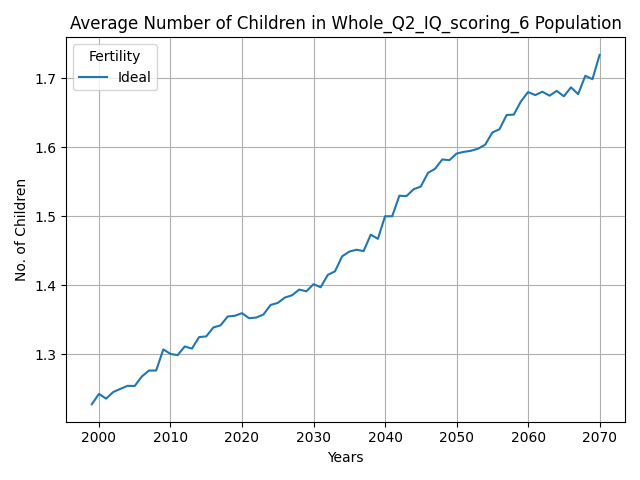 Average Number of Children in Whole_Q2_IQ_scoring_6 Population
Fertility
Ideal
1.7
1.6
1.5
1.4
1.3
No. of Children
2000 2010 2020 2030 2040 2050 2060 2070
Years